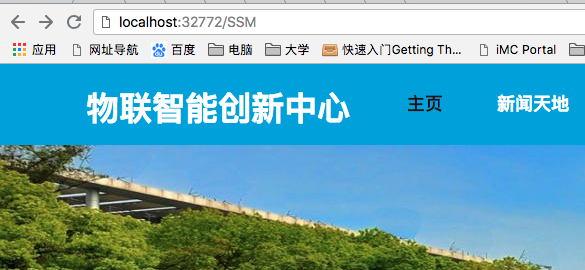 localhost:32772/SSM
应用 网址导航 百度 电脑 大学 快速入门Getting Th... iMC Portal
物联智能创新中心 主页 新闻天地